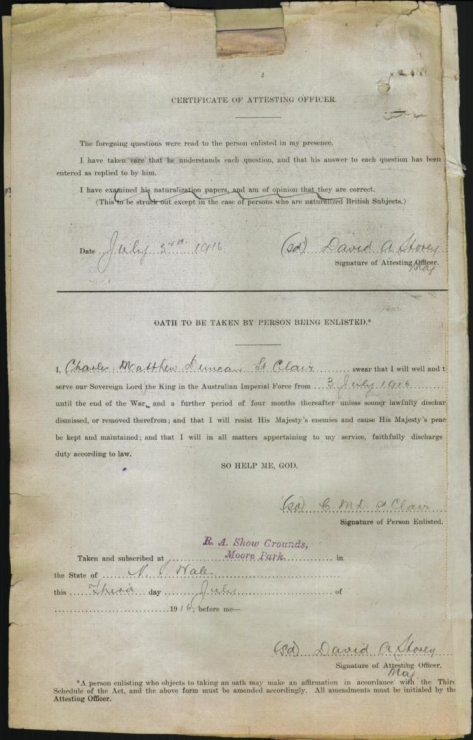 CERTIFICATE OF ATTESTING OFFICER.
The foregoing questions were read to the person enlisted in my presence.
I have taken care that he understands each question, and that his answer to each question has been
entered as replied to by him.
I have examined his naturalization papers, and am of opinion that they are correct.
(This to be struck out except in the case of persons who are naturalized British Subjects.)
Date July 3rd 1916 (sd) David A Storey
Signature of Attesting Officer.
Maj
OATH TO BE TAKEN BY PERSON BEING ENLISTED.*
I, Charles Matthew Duncan St Clair swear that I will well and t
serve our Sovereign Lord the King in the Australian Imperial Force from 3 July 1916
until the end of the War, and a further period of four months thereafter unless sooner lawfully dischar
dismissed, or removed therefrom; and that I will resist His Majesty's enemies and cause His Majesty's peac
be kept and maintained; and that I will in all matters appertaining to my service, faithfully discharge
duty according to law.
SO HELP ME, GOD.
(sd) C M D St Clair
Signature of Person Enlisted.
R. A. Show Grounds,
Taken and subscribed at Moore Park in
the State of N. S. Wales
this Third day July of
1916, before me—
(sd) David A Storey
Signature of Attesting Officer.
Maj
*A person enlisting who objects to taking an oath may make an affirmation in accordance with the Third
Schedule of the Act, and the above form must be amended accordingly. All amendments must be initialed by the
Attesting Officer.